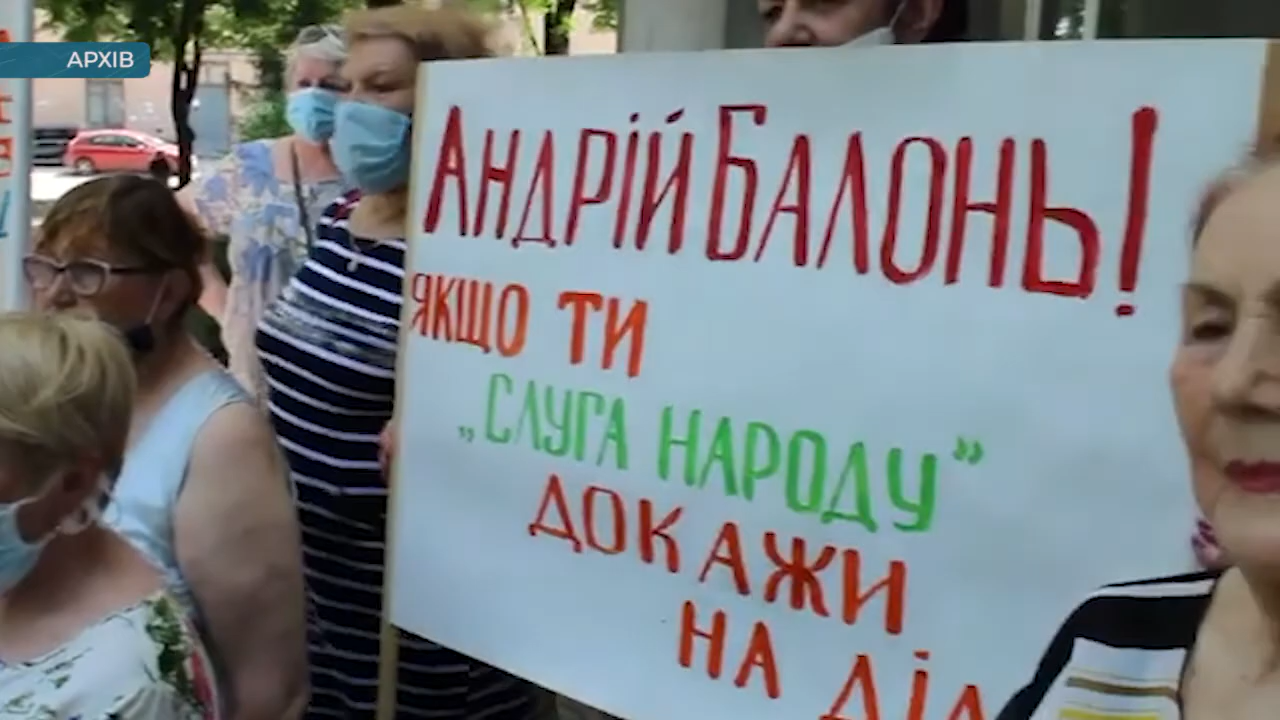 АРХІВ
АНДРІЙ БАЛОНЬ!
ЯКЩО ТИ
„СЛУГА НАРОДУ”
ДОКАЖИ
НА